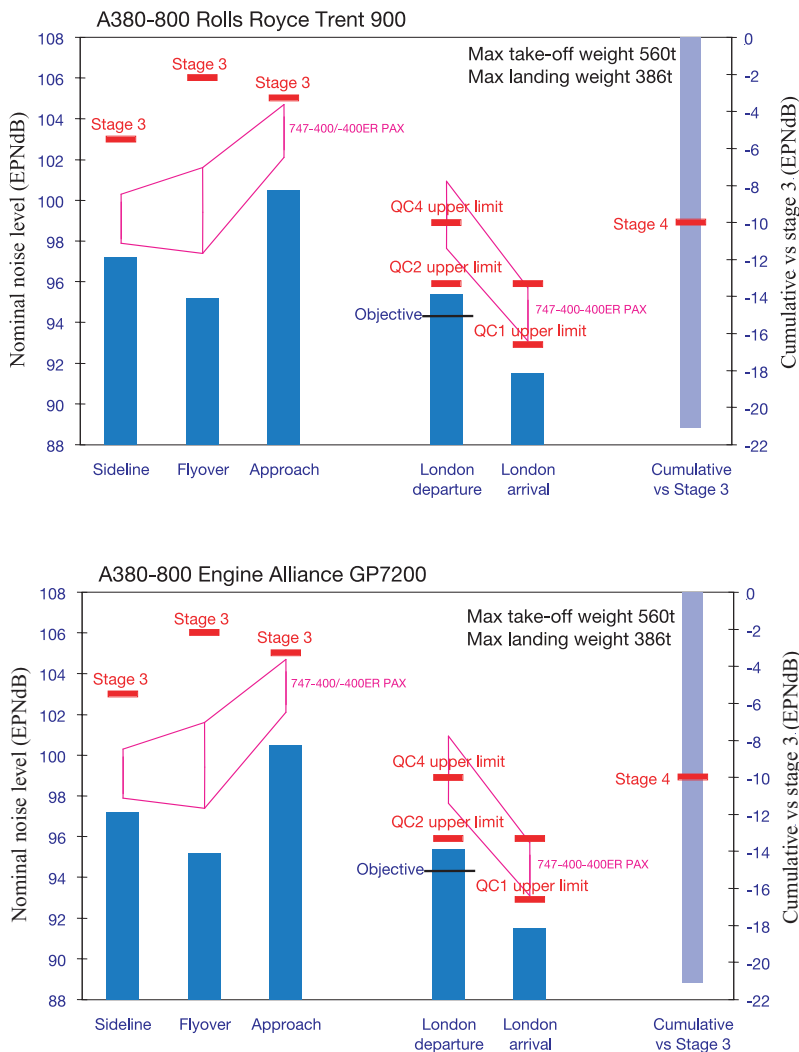 A380-800 Rolls Royce Trent 900
Nominal noise level (EPNdB)
108
106
104
102
100
98
96
94
92
90
88
Stage 3
Stage 3
Stage 3
747-400/-400ER PAX
Max take-off weight 560t
Max landing weight 386t
QC4 upper limit
QC2 upper limit
Objective
QC1 upper limit
747-400-400ER PAX
Stage 4
0
-2
-4
-6
-8
-10
-12
-14
-16
-18
-20
-22
Cumulative vs stage 3.(EPNdB)
Sideline
Flyover
Approach
London
departure
London
arrival
Cumulative
vs Stage 3
A380-800 Engine Alliance GP7200
Nominal noise level (EPNdB)
108
106
104
102
100
98
96
94
92
90
88
Stage 3
Stage 3
Stage 3
747-400/-400ER PAX
Max take-off weight 560t
Max landing weight 386t
QC4 upper limit
QC2 upper limit
Objective
QC1 upper limit
747-400-400ER PAX
Stage 4
0
-2
-4
-6
-8
-10
-12
-14
-16
-18
-20
-22
Cumulative vs stage 3.(EPNdB)
Sideline
Flyover
Approach
London
departure
London
arrival
Cumulative
vs Stage 3